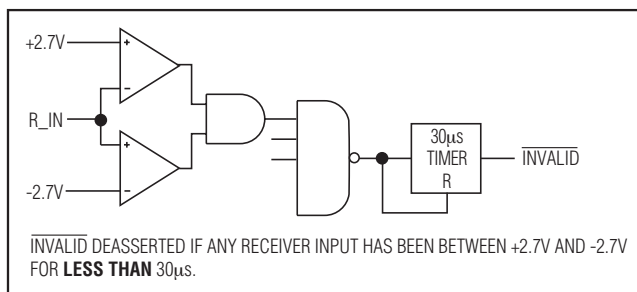 +2.7V
R_IN
-2.7V
30μs
TIMER
R
INVALID
INVALID DEASSERTED IF ANY RECEIVER INPUT HAS BEEN BETWEEN +2.7V AND -2.7V
FOR LESS THAN 30μs.